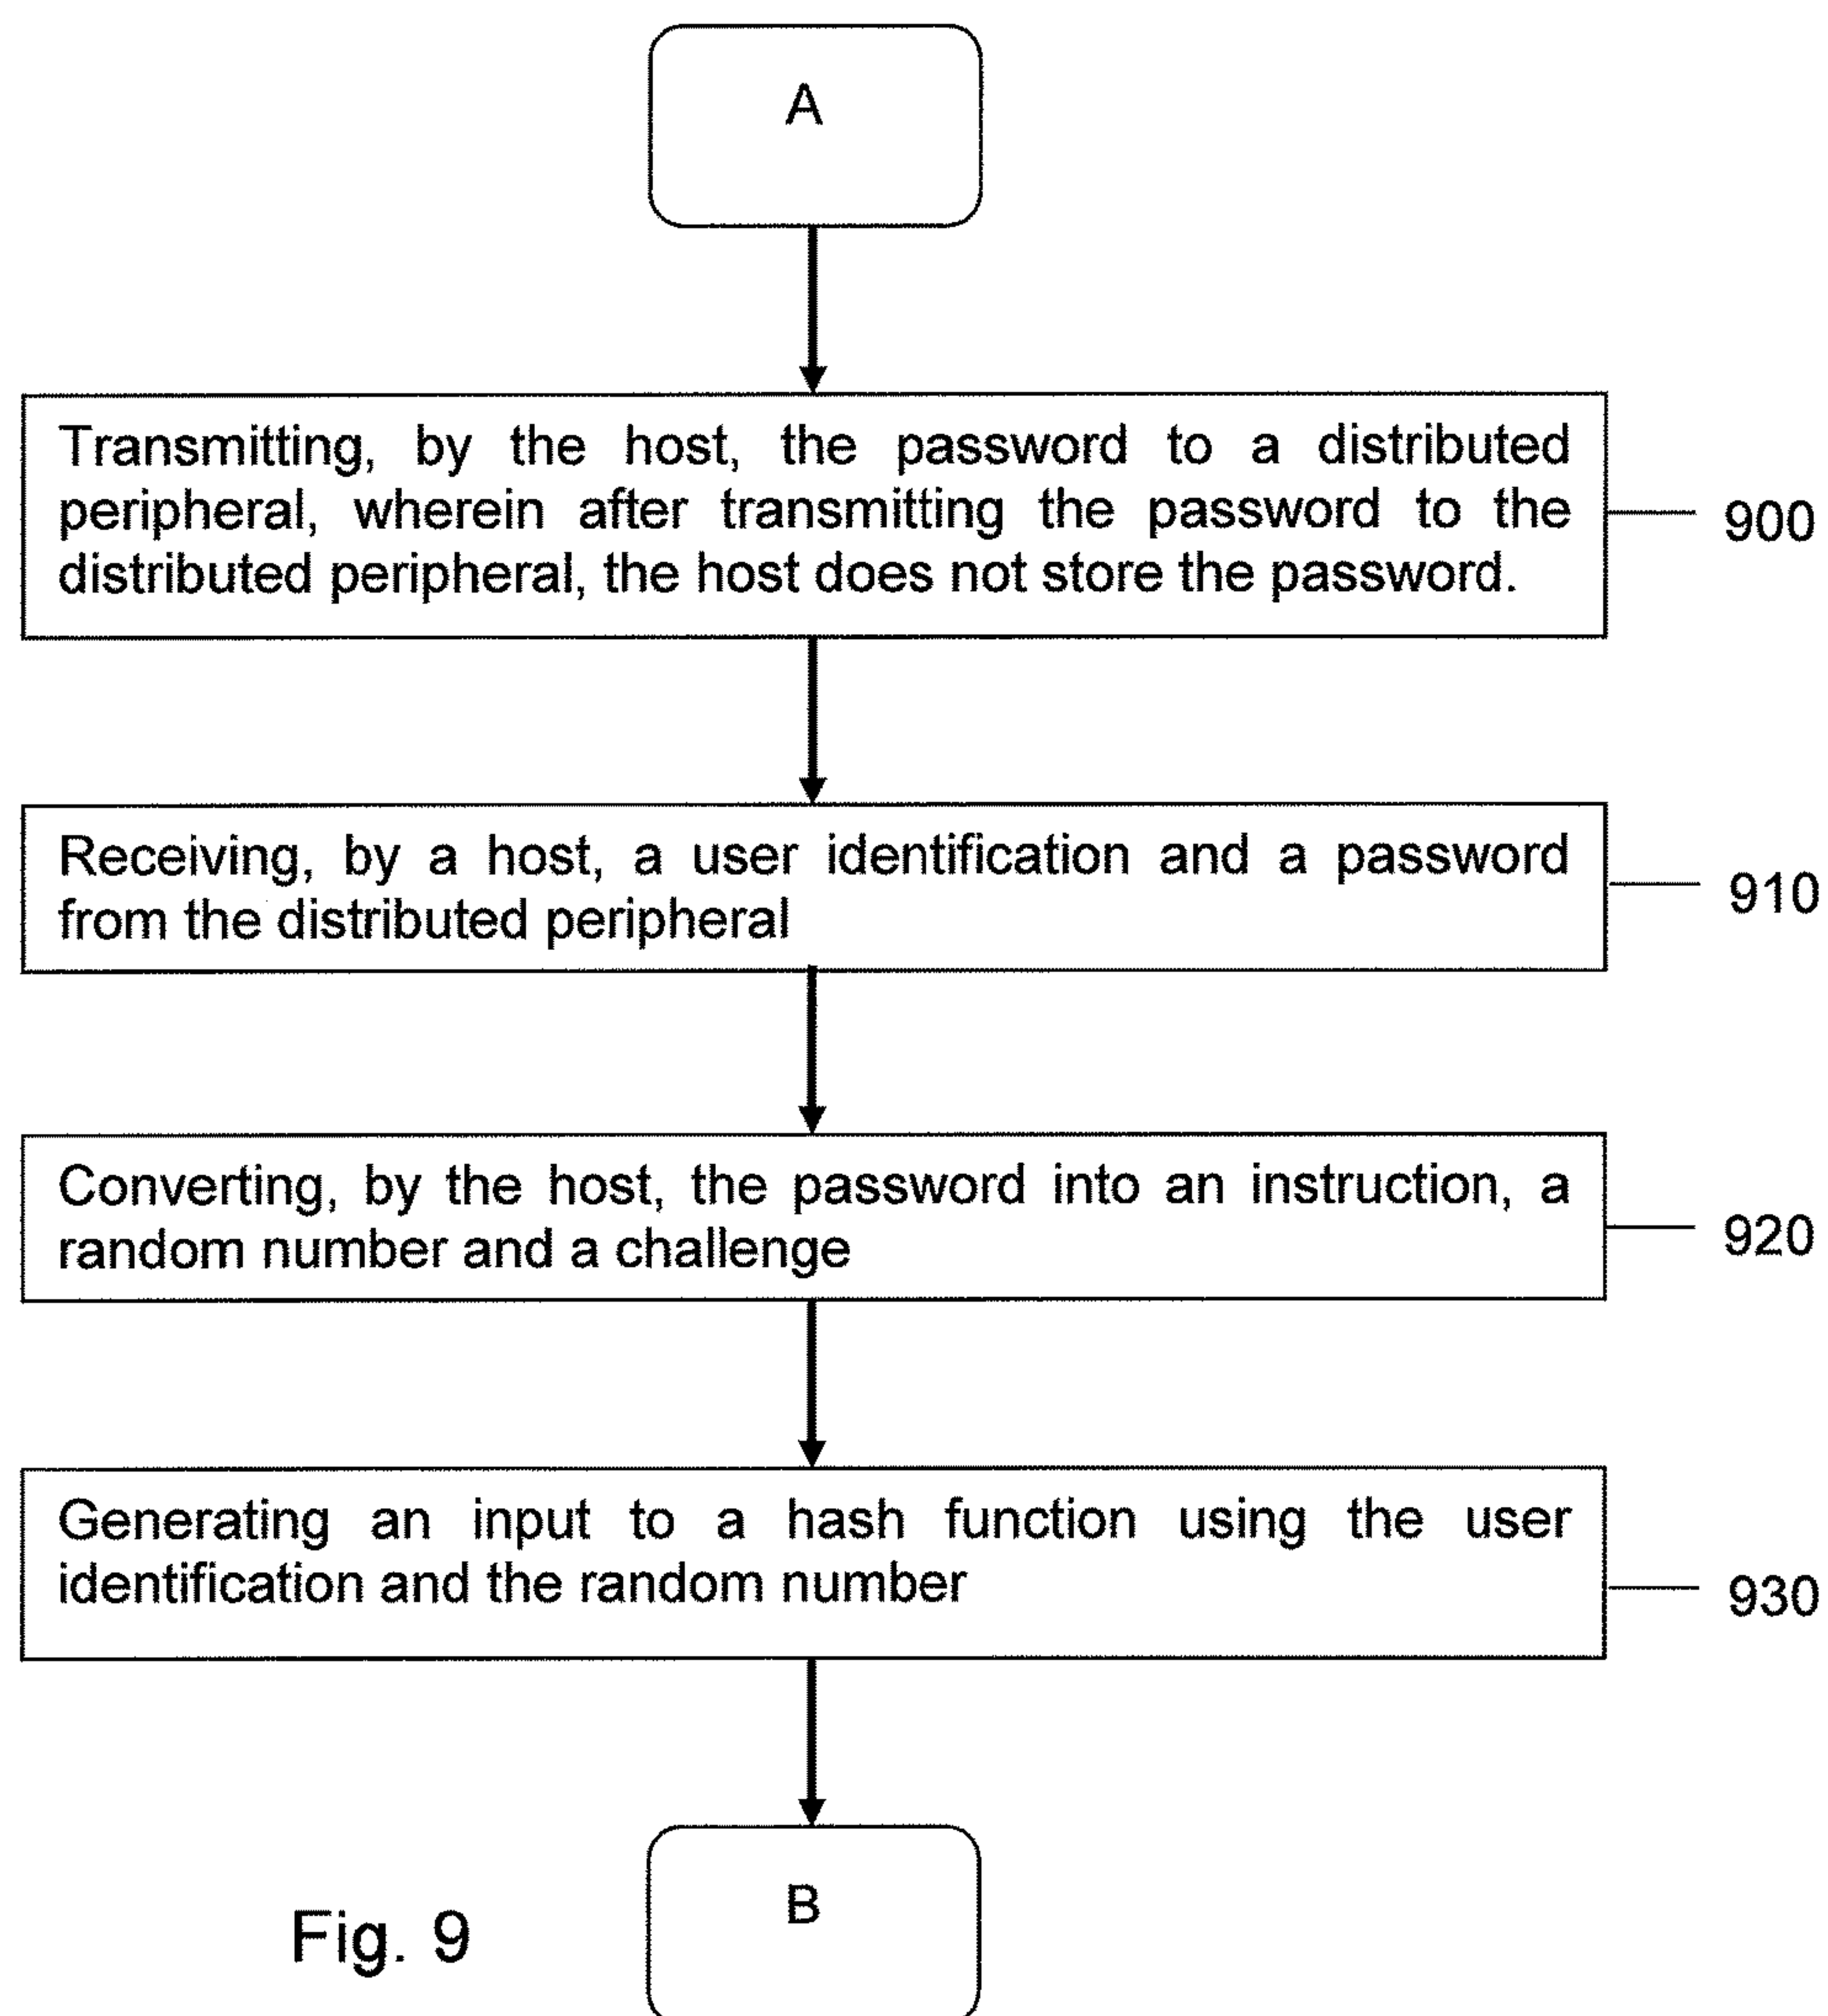 A
Transmitting, by the host, the password to a distributed
peripheral, wherein after transmitting the password to the
distributed peripheral, the host does not store the password.
900
Receiving, by a host, a user identification and a password
from the distributed peripheral
910
Converting, by the host, the password into an instruction, a
random number and a challenge
920
Generating an input to a hash function using the user
identification and the random number
930
B
Fig. 9